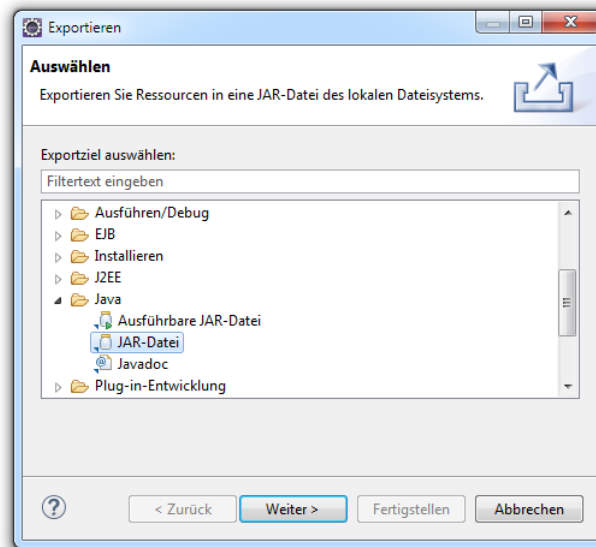 Exportieren
Auswählen
Exportieren Sie Ressourcen in eine JAR-Datei des lokalen Dateisystems.
Exportziel auswählen:
Filtertext eingeben
Ausführen/Debug
EJB
Installieren
J2EE
Java
Ausführbare JAR-Datei
JAR-Datei
Javadoc
Plug-in-Entwicklung
< Zurück Weiter > Fertigstellen Abbrechen